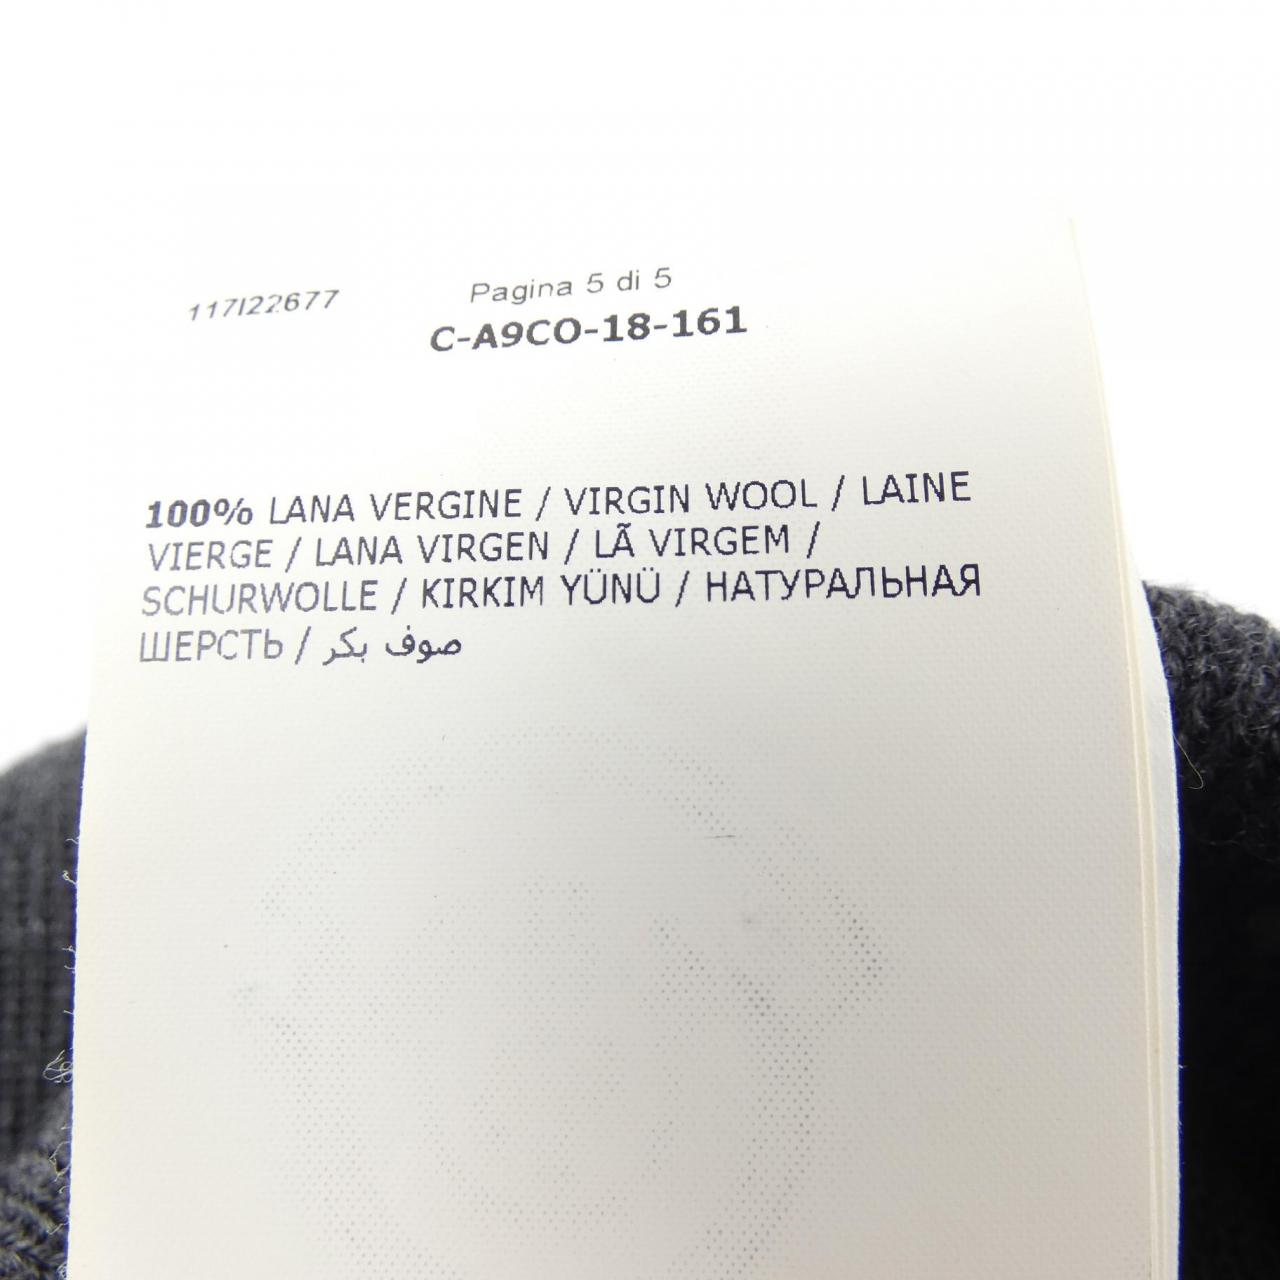 117I22677
Pagina 5 di 5
C-A9CO-18-161
100% LANA VERGINE / VIRGIN WOOL / LAINE
VIERGE / LANA VIRGEN / LÃ VIRGEM /
SCHURWOLLE / KIRKIM YÜNÜ / НАТУРАЛЬНАЯ
ШЕРСТЬ / صوف بكر